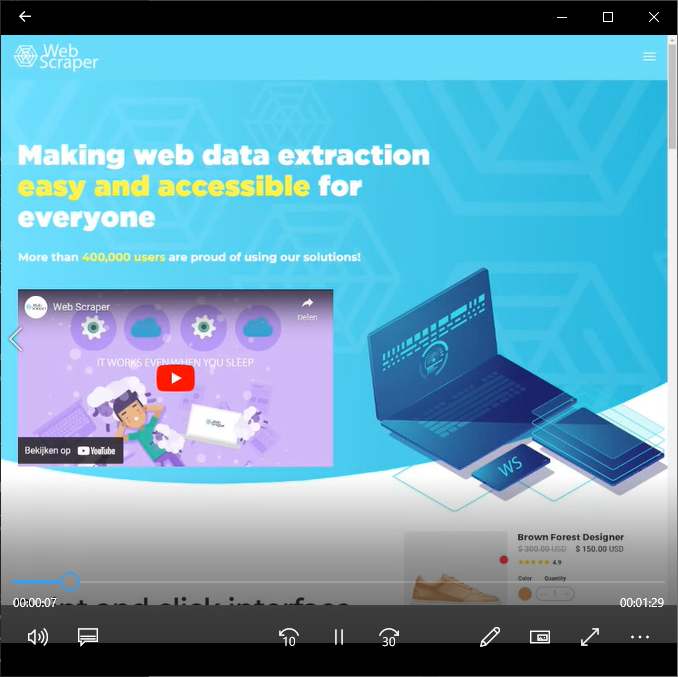 Web
Scraper
Making web data extraction
easy and accessible for
everyone
More than 400,000 users are proud of using our solutions!
Web Scraper
Delen
IT WORKS EVEN WHEN YOU SLEEP
Bekijken op YouTube
WS
Brown Forest Designer
$ 300.00 USD $ 150.00 USD
4.9
Color Quantity
1
and click interface
00:00:07
00:01:29
10
30